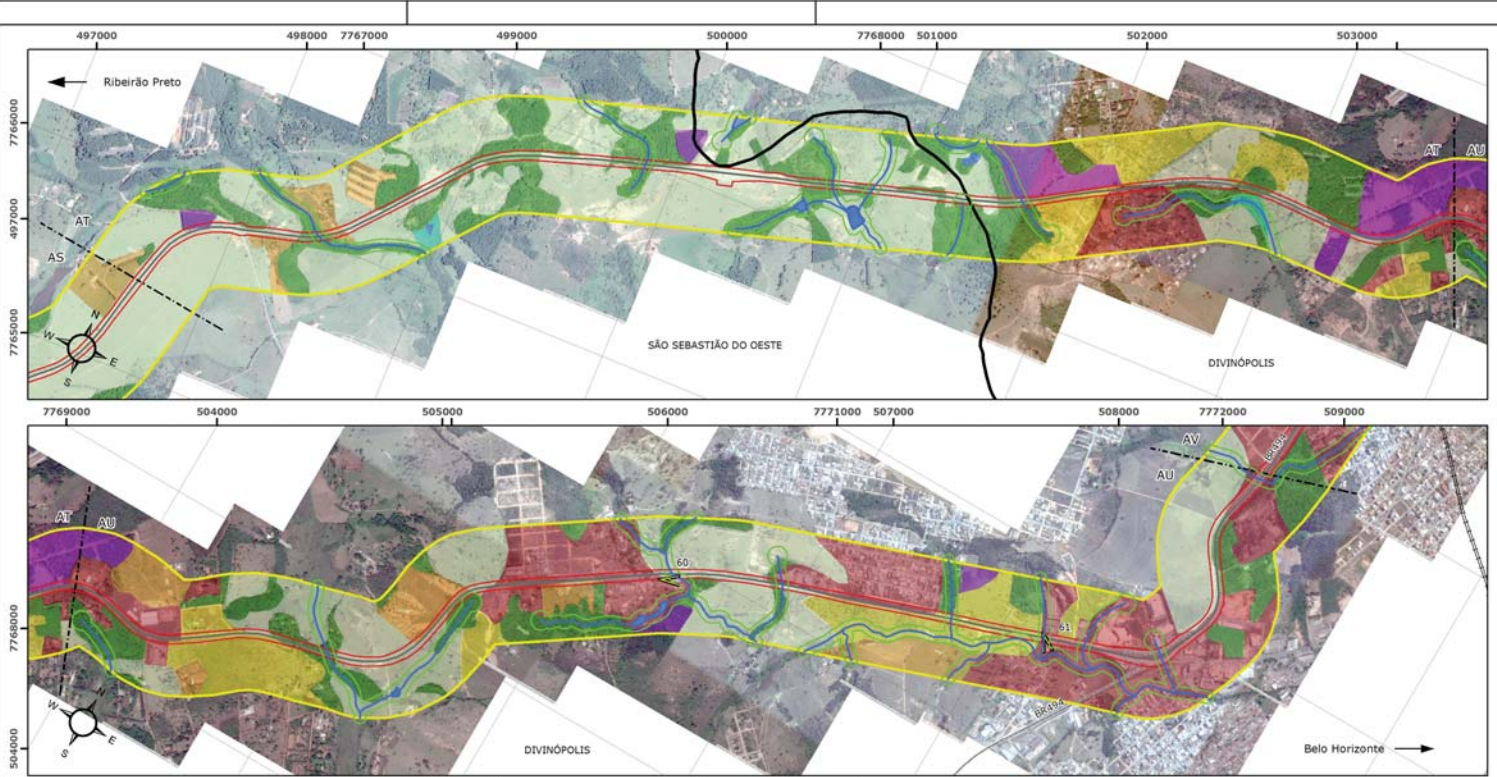 497000 498000 7767000 499000 500000 7768000 501000 502000 503000
← Ribeirão Preto
7766000
AT AU
497000
AT
AS
N
W E
S
7765000
SÃO SEBASTIÃO DO OESTE
DIVINÓPOLIS
7769000 504000 505000 506000 7771000 507000 508000 7772000 509000
AV
BR494
AU
AT AU
60
7768000
61
N
W E
S
BR494
504000
DIVINÓPOLIS
Belo Horizonte →